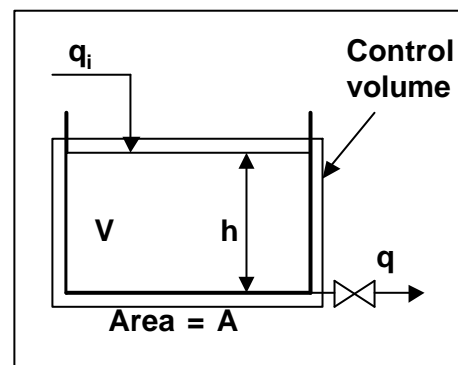 qi
Control
volume
V
h
q
Area = A